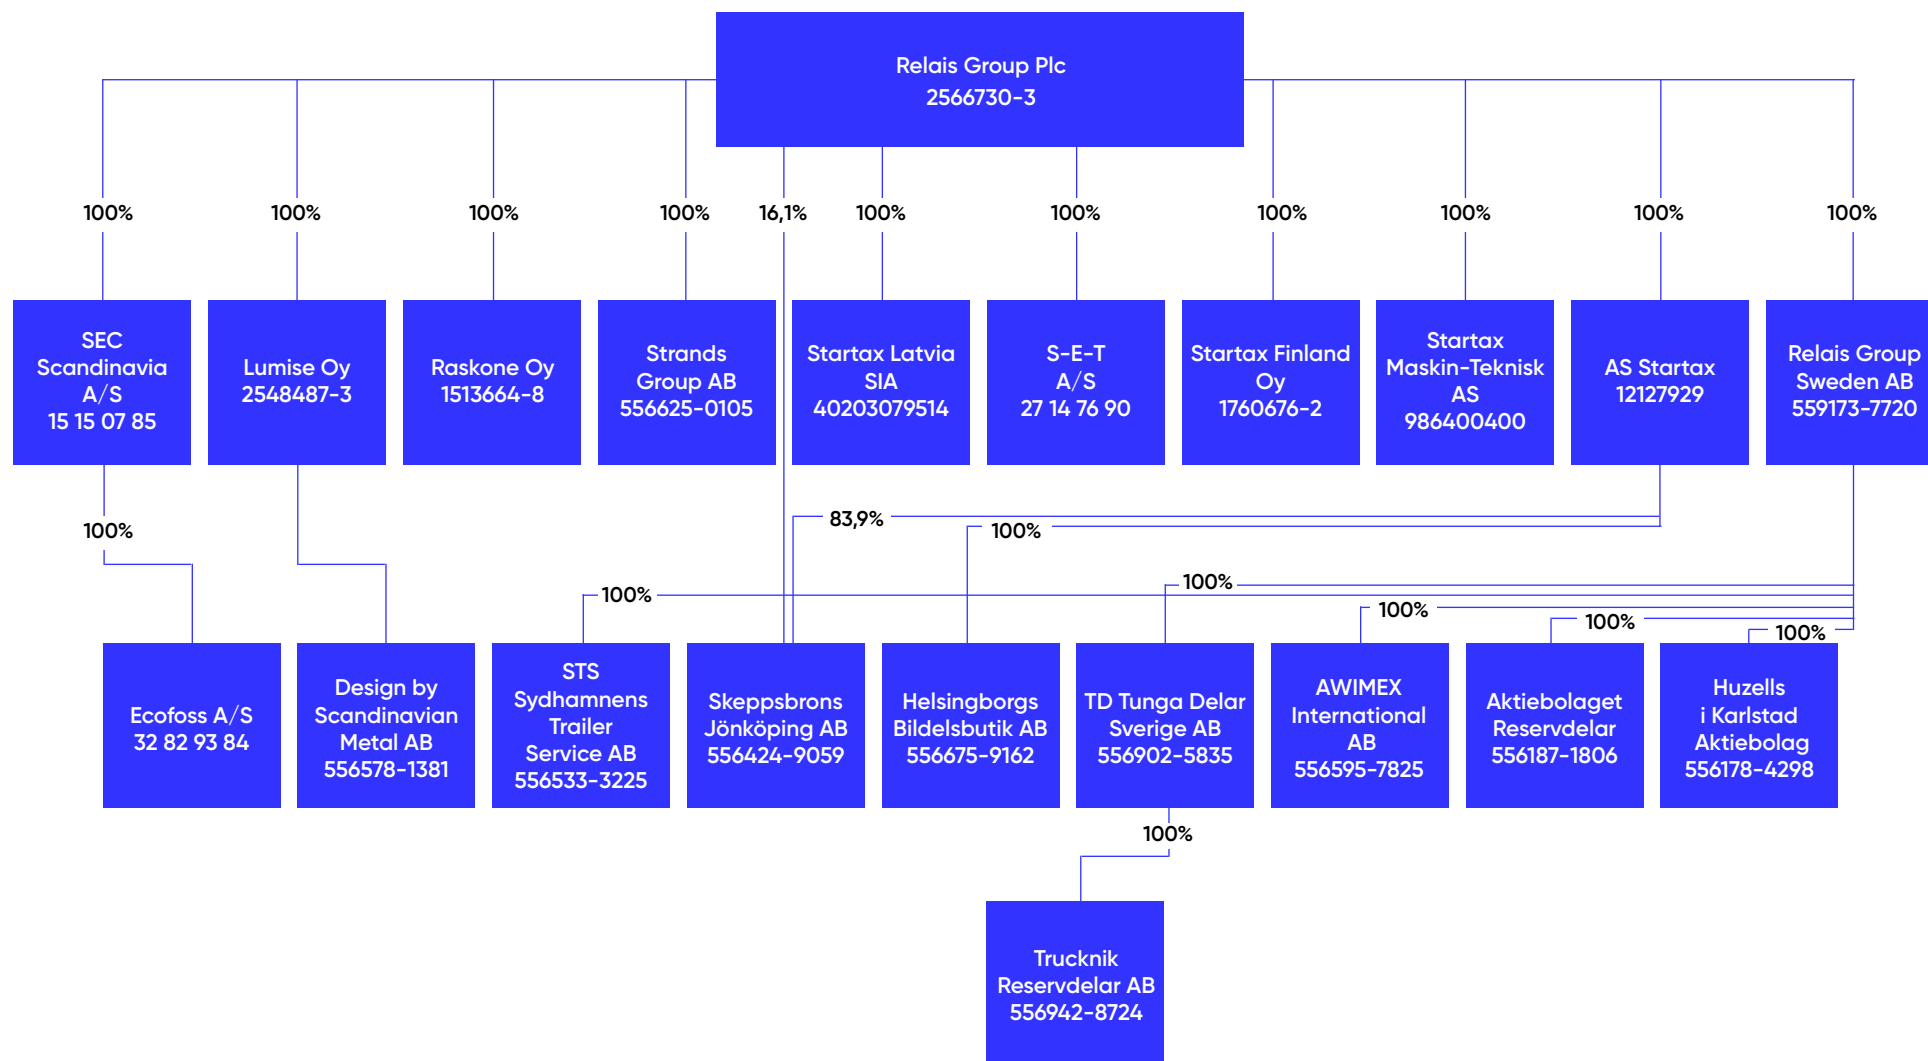 Relais Group Plc
2566730-3
100%
100%
100%
100%
16,1%
100%
100%
100%
100%
100%
100%
SEC
Scandinavia
A/S
15 15 07 85
Lumise Oy
2548487-3
Raskone Oy
1513664-8
Strands
Group AB
556625-0105
Startax Latvia
SIA
40203079514
S-E-T
A/S
27 14 76 90
Startax Finland
Oy
1760676-2
Startax
Maskin-Teknisk
AS
986400400
AS Startax
12127929
Relais Group
Sweden AB
559173-7720
100%
83,9%
100%
100%
100%
100%
100%
100%
Ecofoss A/S
32 82 93 84
Design by
Scandinavian
Metal AB
556578-1381
STS
Sydhamnens
Trailer
Service AB
556533-3225
Skeppsbrons
Jönköping AB
556424-9059
Helsingborgs
Bildelsbutik AB
556675-9162
TD Tunga Delar
Sverige AB
556902-5835
AWIMEX
International
AB
556595-7825
Aktiebolaget
Reservdelar
556187-1806
Huzells
i Karlstad
Aktiebolag
556178-4298
100%
Trucknik
Reservdelar AB
556942-8724